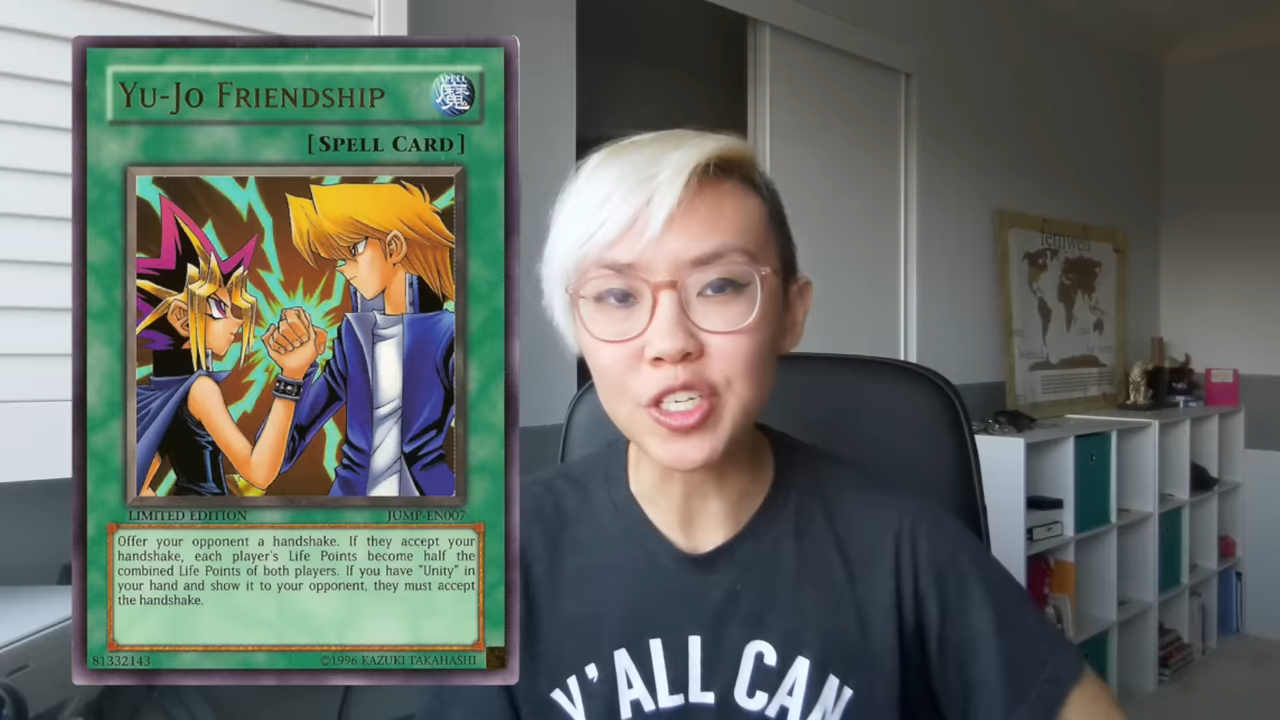 YU-JO FRIENDSHIP
魔
[SPELL CARD]
LIMITED EDITION
JUMP-EN007
Offer your opponent a handshake. If they accept your
handshake, each player's Life Points become half the
combined Life Points of both players. If you have "Unity" in
your hand and show it to your opponent, they must accept
the handshake.
81332143
©1996 KAZUKI TAKAHASHI
fernweh
Y'ALL CAN